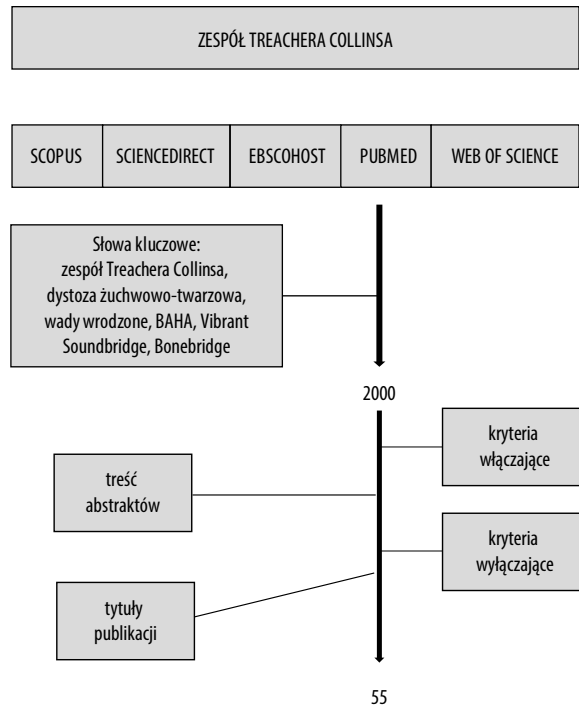 ZESPÓŁ TREACHERA COLLINSA
SCOPUS SCIENCEDIRECT EBSCOHOST PUBMED WEB OF SCIENCE
Słowa kluczowe:
zespół Treachera Collinsa,
dystoza żuchwowo-twarzowa,
wady wrodzone, BAHA, Vibrant
Soundbridge, Bonebridge
2000
kryteria
włączające
treść
abstraktów
kryteria
wyłączające
tytuły
publikacji
55